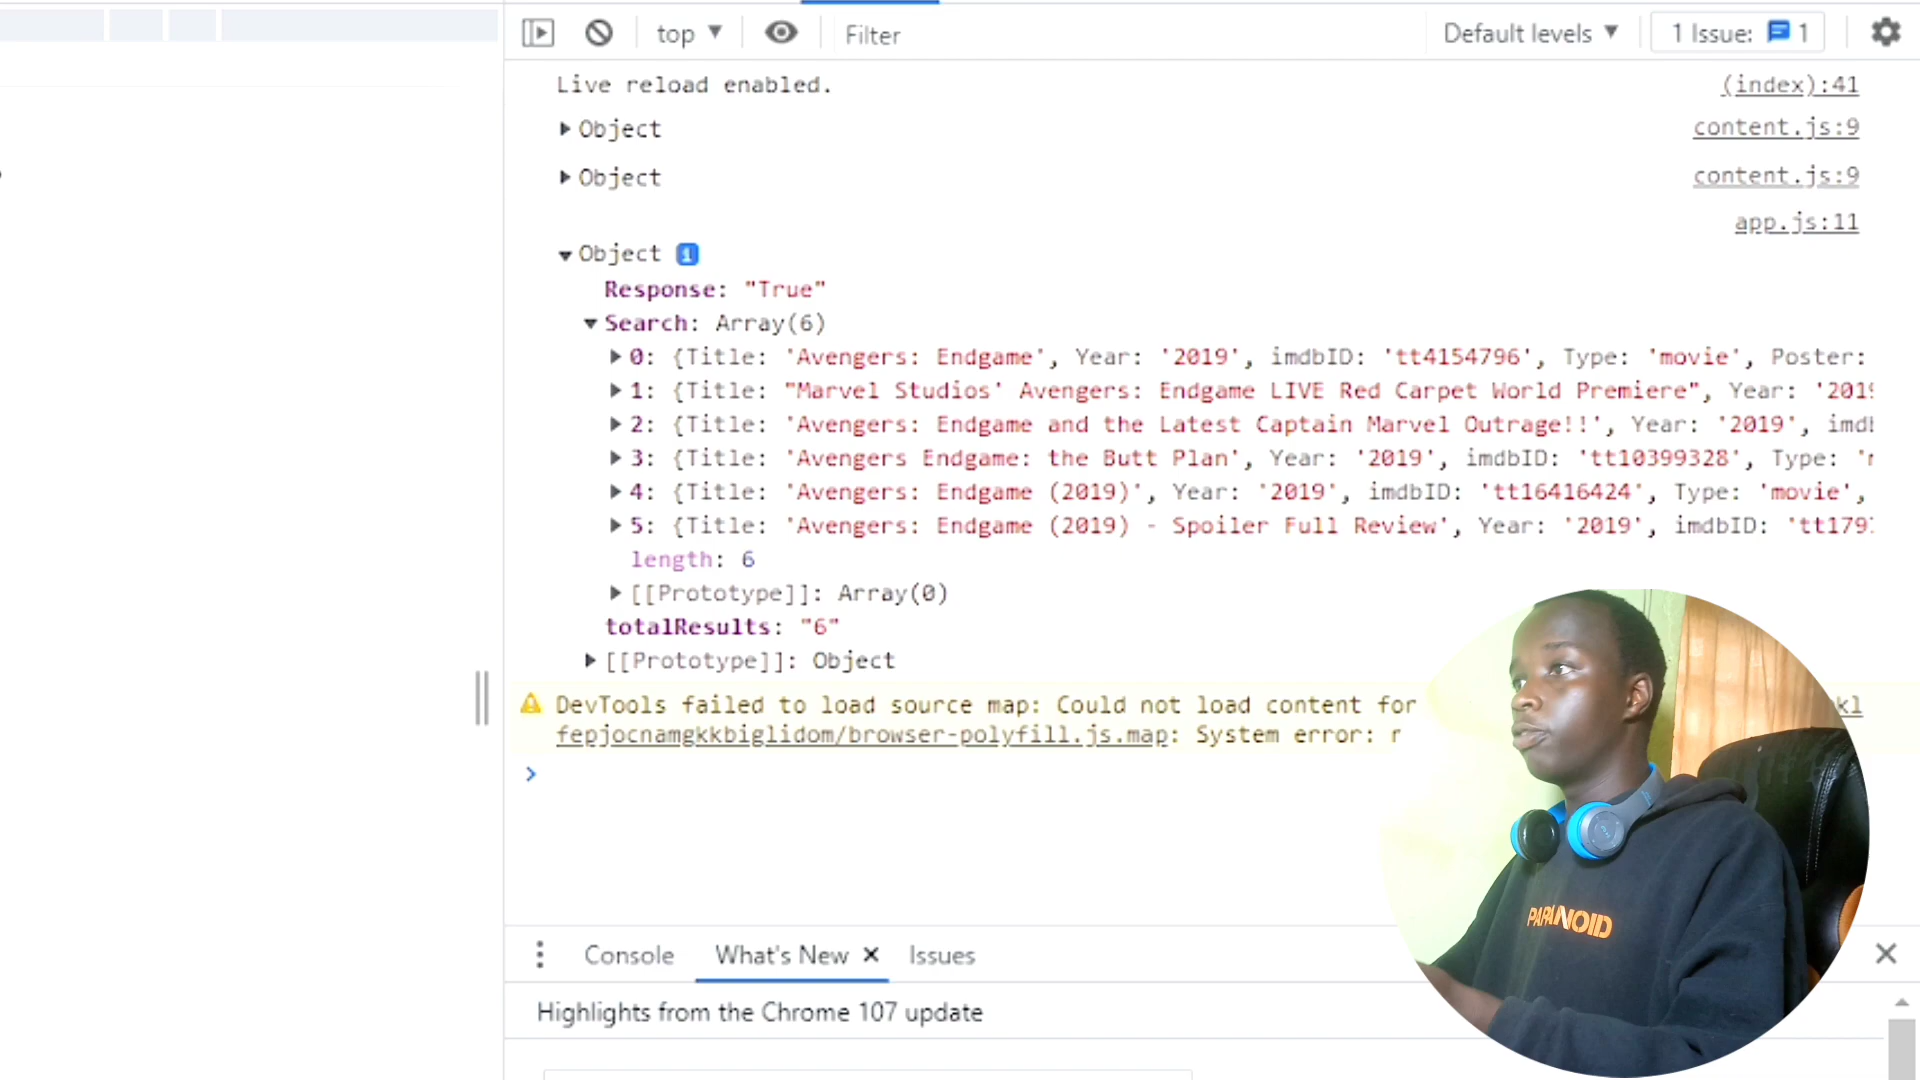 top ▼ Filter Default levels ▼ 1 Issue: 1
Live reload enabled. (index):41
▶ Object content.js:9
▶ Object content.js:9
app.js:11
▼ Object i
Response: "True"
▼ Search: Array(6)
▶ 0: {Title: 'Avengers: Endgame', Year: '2019', imdbID: 'tt4154796', Type: 'movie', Poster:
▶ 1: {Title: "Marvel Studios' Avengers: Endgame LIVE Red Carpet World Premiere", Year: '2019
▶ 2: {Title: 'Avengers: Endgame and the Latest Captain Marvel Outrage!!', Year: '2019', imd
▶ 3: {Title: 'Avengers Endgame: the Butt Plan', Year: '2019', imdbID: 'tt10399328', Type: '
▶ 4: {Title: 'Avengers: Endgame (2019)', Year: '2019', imdbID: 'tt16416424', Type: 'movie',
▶ 5: {Title: 'Avengers: Endgame (2019) - Spoiler Full Review', Year: '2019', imdbID: 'tt179
length: 6
▶ [[Prototype]]: Array(0)
totalResults: "6"
▶ [[Prototype]]: Object
DevTools failed to load source map: Could not load content for kl
fepjocnamgkkbiglidom/browser-polyfill.js.map: System error: r
PARANOID
Console What's New × Issues ×
Highlights from the Chrome 107 update